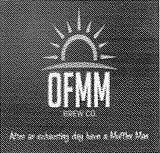 OFMM
BREW CO.
After an exhausting day have a Muffler Man